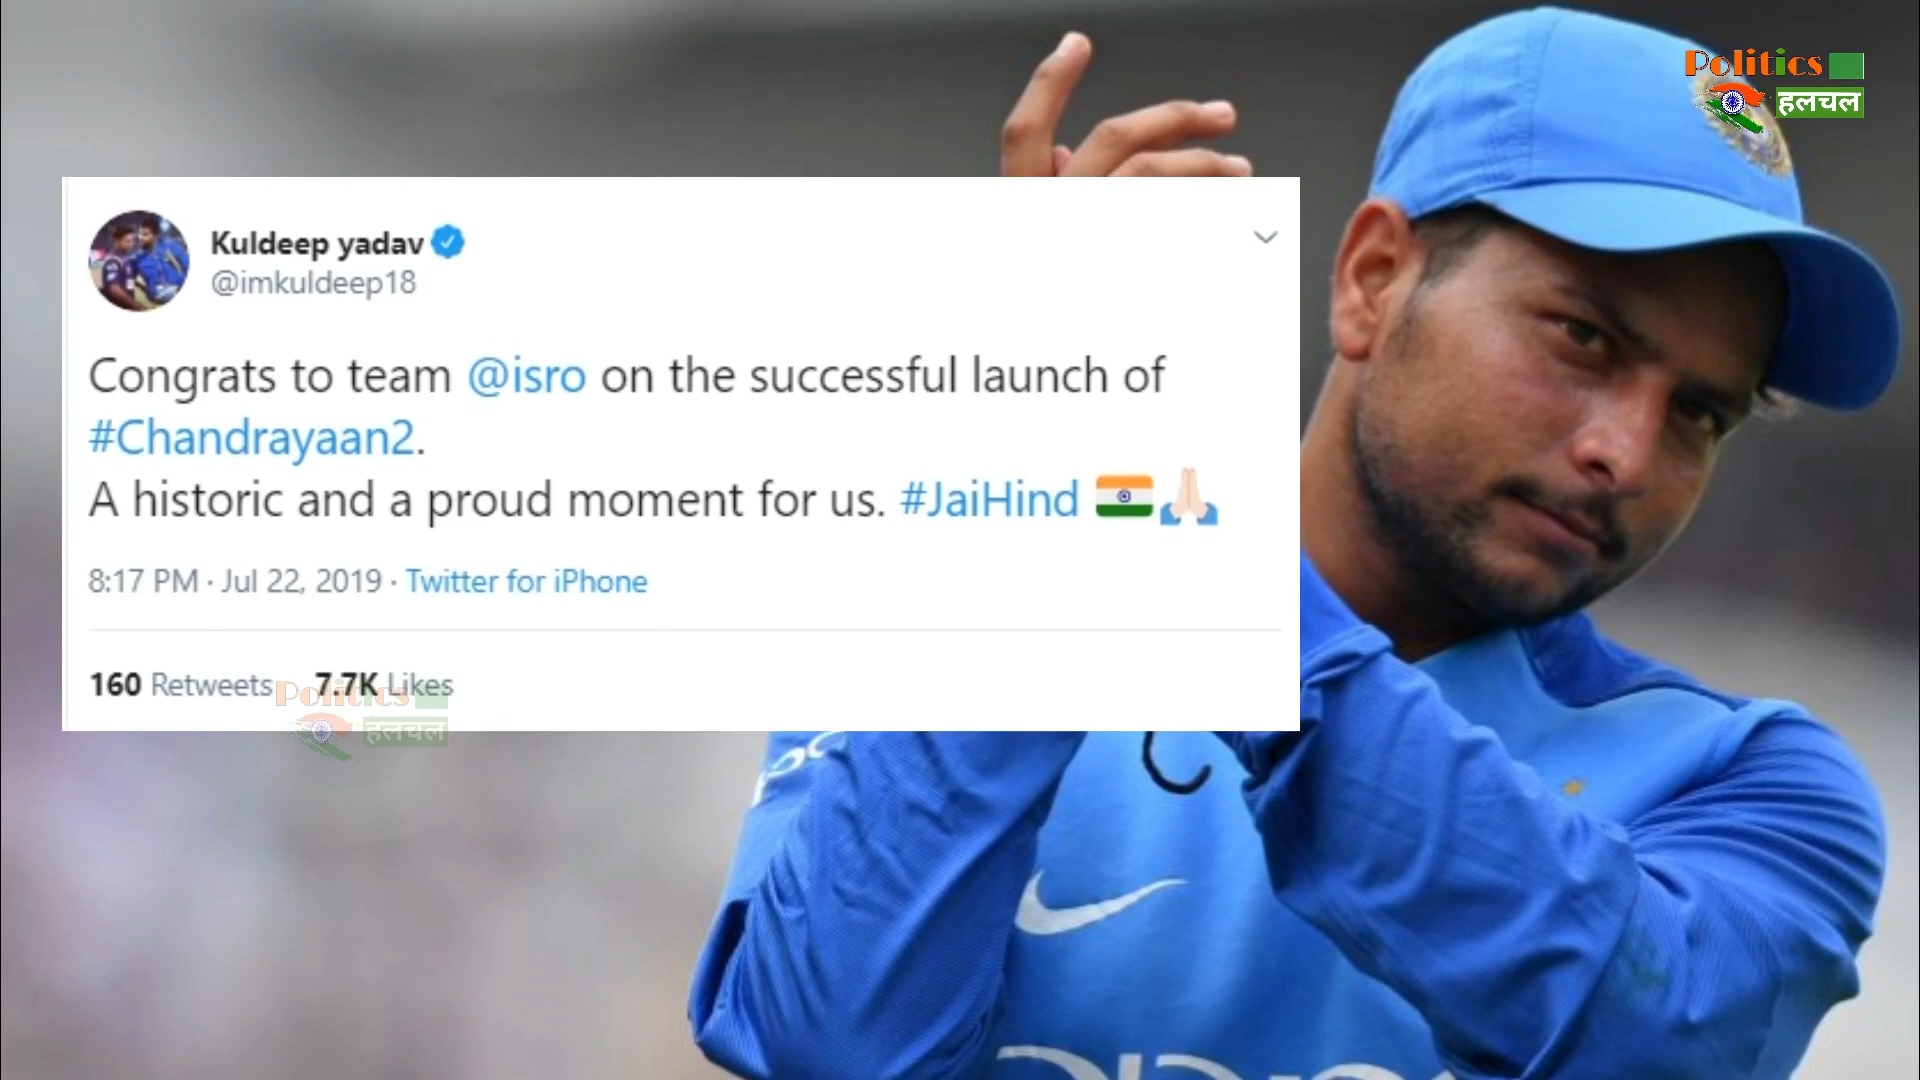 Politics
हलचल
Kuldeep yadav
@imkuldeep18
Congrats to team @isro on the successful launch of
#Chandrayaan2.
A historic and a proud moment for us. #JaiHind 🇮🇳🙏🏻
8:17 PM · Jul 22, 2019 · Twitter for iPhone
160 Retweets 7.7K Likes
Politics
हलचल